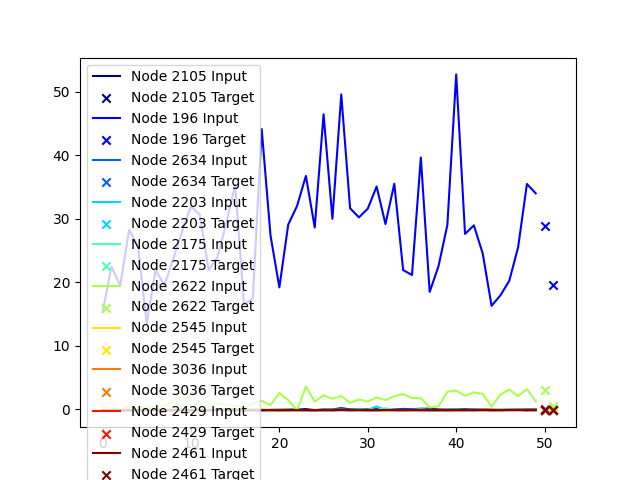 50
40
30
20
10
0
Node 2105 Input
Node 2105 Target
Node 196 Input
Node 196 Target
Node 2634 Input
Node 2634 Target
Node 2203 Input
Node 2203 Target
Node 2175 Input
Node 2175 Target
Node 2622 Input
Node 2622 Target
Node 2545 Input
Node 2545 Target
Node 3036 Input
Node 3036 Target
Node 2429 Input
Node 2429 Target
Node 2461 Input
Node 2461 Target
0 10 20 30 40 50